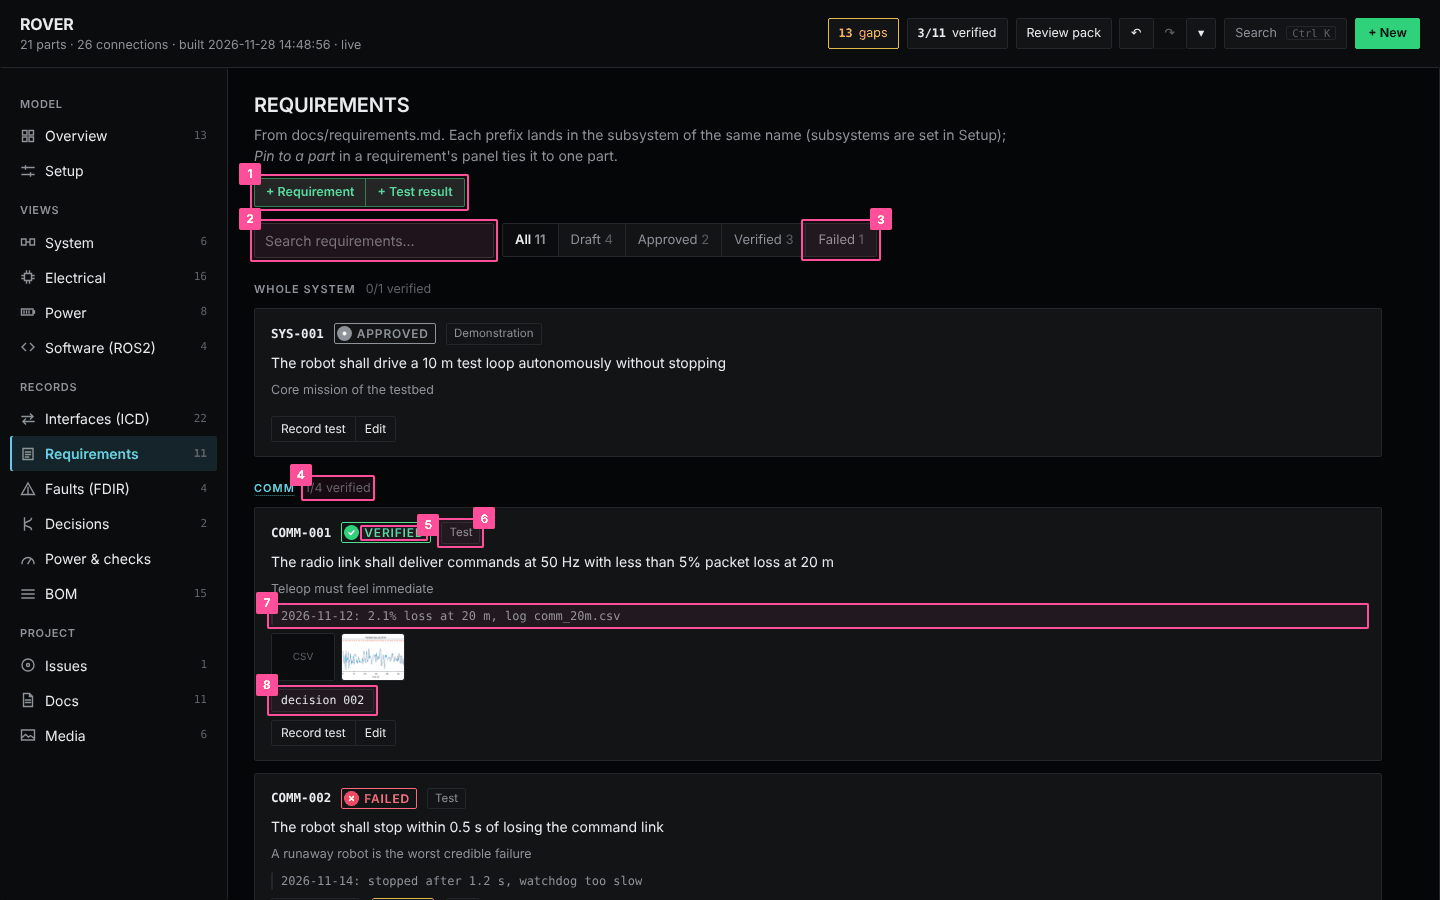 ROVER
21 parts · 26 connections · built 2026-11-28 14:48:56 · live
13 gaps
3/11 verified
Review pack
Search Ctrl K
+ New
MODEL
Overview 13
Setup
VIEWS
System 6
Electrical 16
Power 8
Software (ROS2) 4
RECORDS
Interfaces (ICD) 22
Requirements 11
Faults (FDIR) 4
Decisions 2
Power & checks
BOM 15
PROJECT
Issues 1
Docs 11
Media 6
REQUIREMENTS
From docs/requirements.md. Each prefix lands in the subsystem of the same name (subsystems are set in Setup);
Pin to a part in a requirement's panel ties it to one part.
1
+ Requirement + Test result
2
Search requirements...
All 11 Draft 4 Approved 2 Verified 3 Failed 1
3
WHOLE SYSTEM 0/1 verified
SYS-001 APPROVED Demonstration
The robot shall drive a 10 m test loop autonomously without stopping
Core mission of the testbed
Record test Edit
4
COMM 1/4 verified
5
6
COMM-001 VERIFIED Test
The radio link shall deliver commands at 50 Hz with less than 5% packet loss at 20 m
Teleop must feel immediate
7
2026-11-12: 2.1% loss at 20 m, log comm_20m.csv
CSV
8
decision 002
Record test Edit
COMM-002 FAILED Test
The robot shall stop within 0.5 s of losing the command link
A runaway robot is the worst credible failure
2026-11-14: stopped after 1.2 s, watchdog too slow